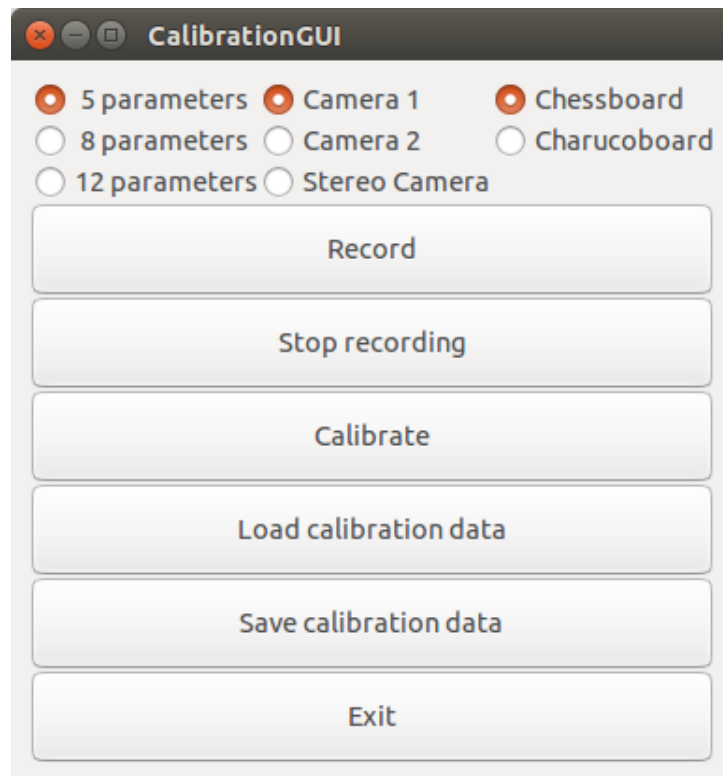 CalibrationGUI
5 parameters Camera 1 Chessboard
8 parameters Camera 2 Charucoboard
12 parameters Stereo Camera
Record
Stop recording
Calibrate
Load calibration data
Save calibration data
Exit